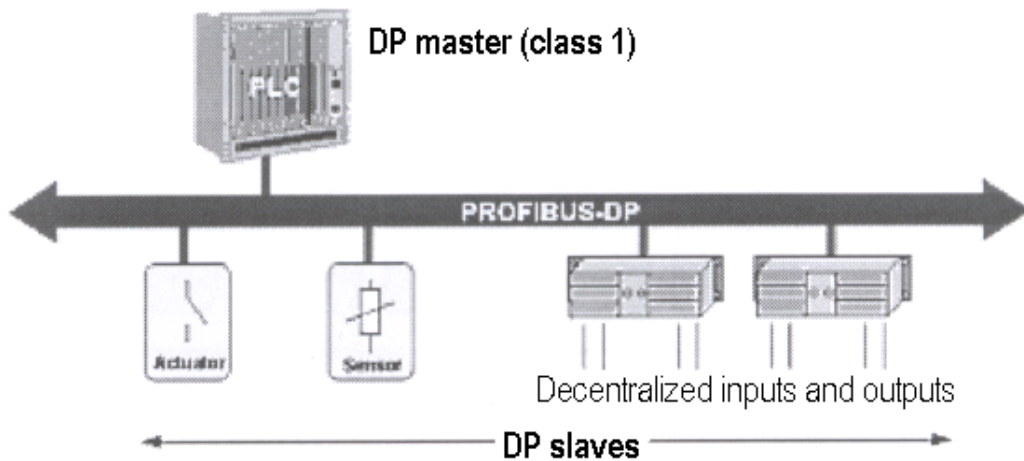 DP master (class 1)
PLC
PROFIBUS-DP
Actuator
Sensor
Decentralized inputs and outputs
DP slaves